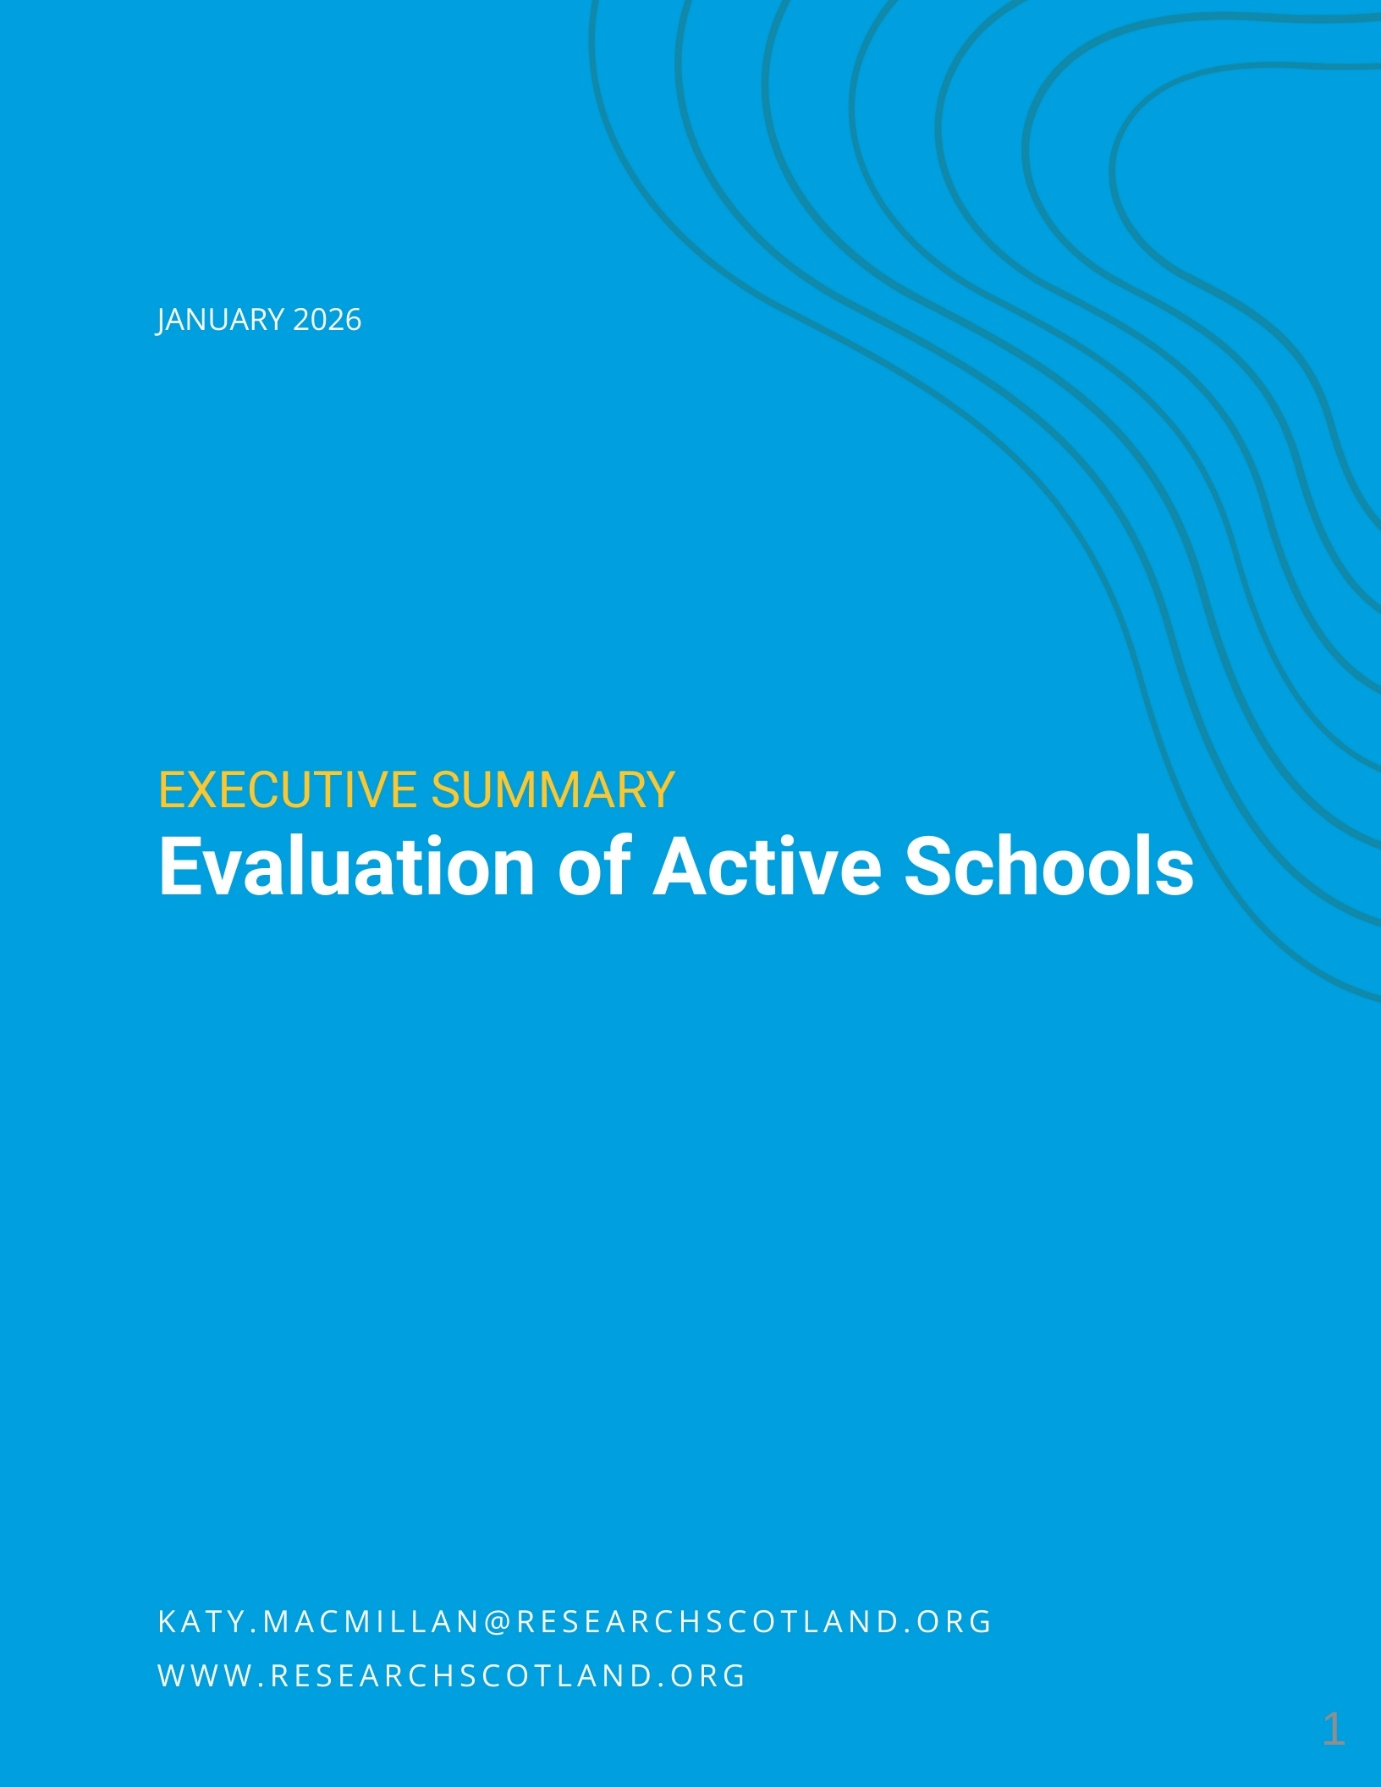 JANUARY 2026
EXECUTIVE SUMMARY
Evaluation of Active Schools
KATY.MACMILLAN@RESEARCHSCOTLAND.ORG
WWW.RESEARCHSCOTLAND.ORG
1